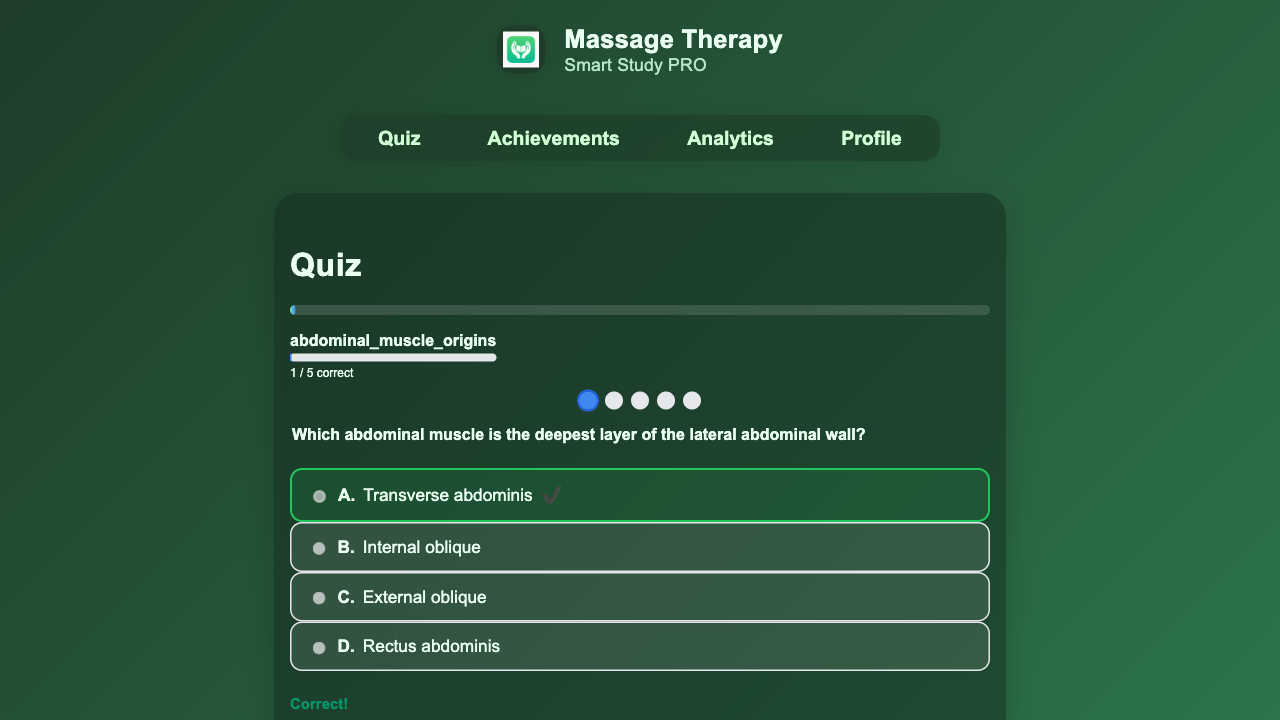 Massage Therapy
Smart Study PRO
Quiz Achievements Analytics Profile
Quiz
abdominal_muscle_origins
1 / 5 correct
Which abdominal muscle is the deepest layer of the lateral abdominal wall?
A. Transverse abdominis ✔
B. Internal oblique
C. External oblique
D. Rectus abdominis
Correct!